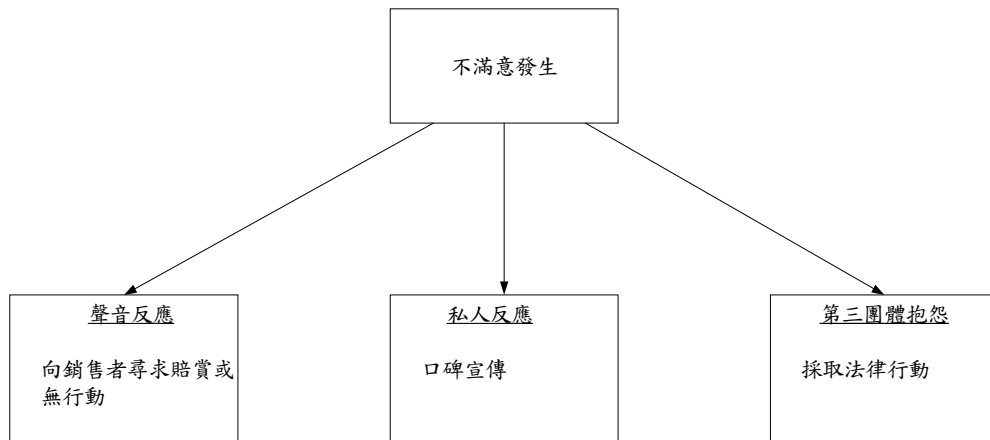 不滿意發生
聲音反應
向銷售者尋求賠賞或
無行動
私人反應
口碑宣傳
第三團體抱怨
採取法律行動